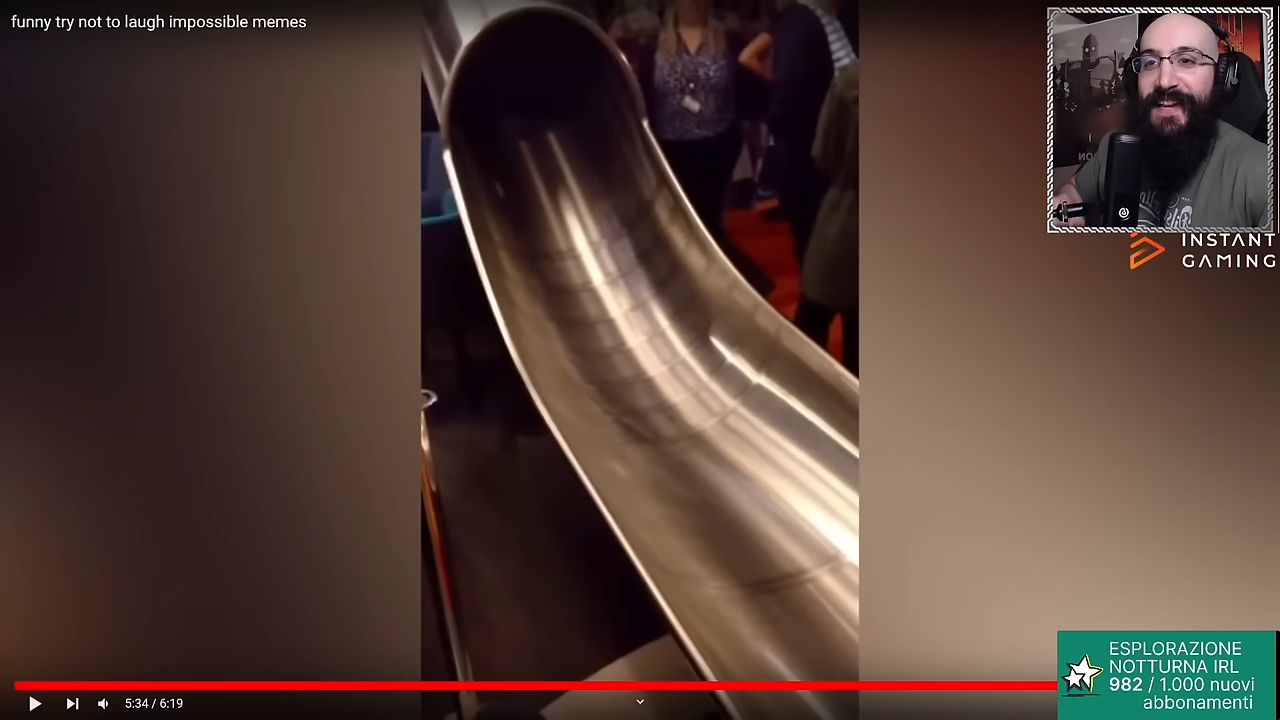 funny try not to laugh impossible memes
INSTANT
GAMING
ESPLORAZIONE
NOTTURNA IRL
982 / 1.000 nuovi
abbonamenti
5:34 / 6:19